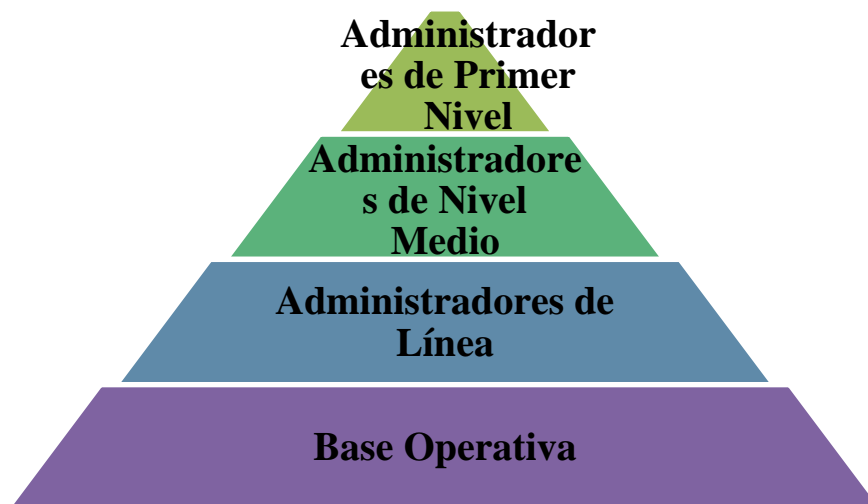 Administrador
es de Primer
Nivel
Administradore
s de Nivel
Medio
Administradores de
Línea
Base Operativa